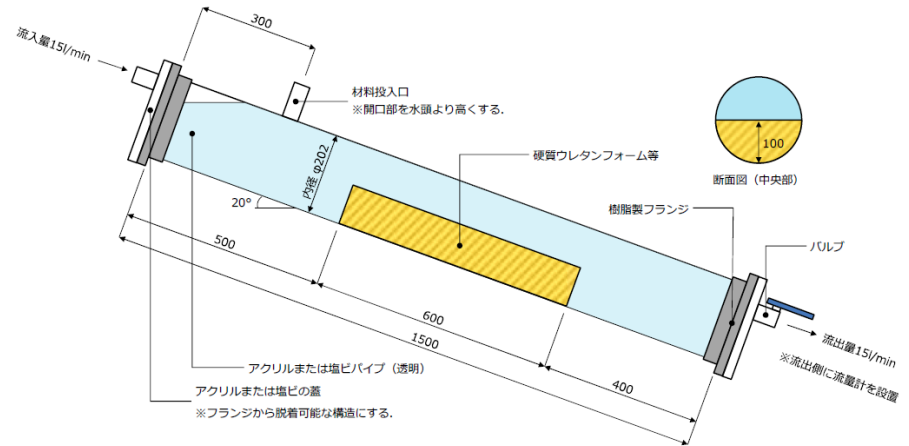 300
流入量15l/min
材料投入口
※開口部を水頭より高くする.
内径 φ202
硬質ウレタンフォーム等
100
断面図（中央部）
20°
樹脂製フランジ
バルブ
500
600
1500
400
流出量15l/min
※流出側に流量計を設置
アクリルまたは塩ビパイプ（透明）
アクリルまたは塩ビの蓋
※フランジから脱着可能な構造にする.